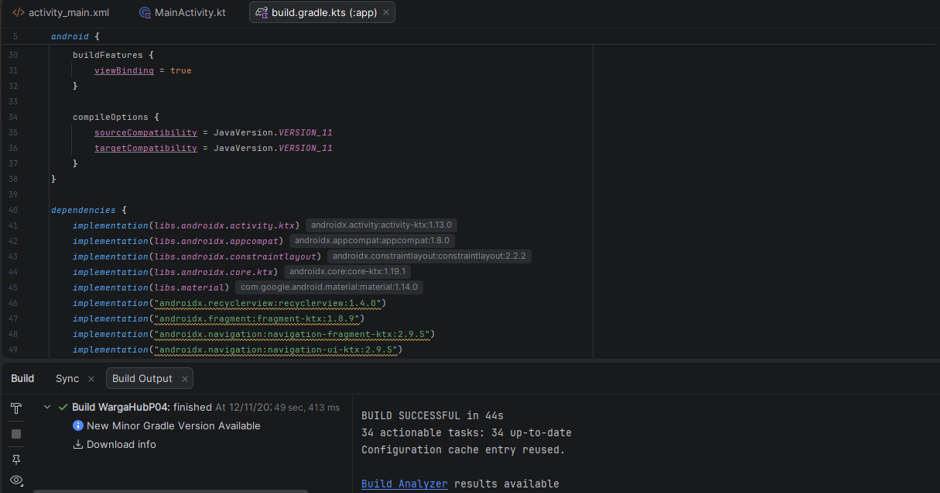 activity_main.xml MainActivity.kt build.gradle.kts (:app)
5 android {
30 buildFeatures {
31 viewBinding = true
32 }
33
34 compileOptions {
35 sourceCompatibility = JavaVersion.VERSION_11
36 targetCompatibility = JavaVersion.VERSION_11
37 }
38 }
39
40 dependencies {
41 implementation(libs.androidx.activity.ktx) androidx.activity:activity-ktx:1.13.0
42 implementation(libs.androidx.appcompat) androidx.appcompat:appcompat:1.8.0
43 implementation(libs.androidx.constraintlayout) androidx.constraintlayout:constraintlayout:2.2.2
44 implementation(libs.androidx.core.ktx) androidx.core:core-ktx:1.19.1
45 implementation(libs.material) com.google.android.material:material:1.14.0
46 implementation("androidx.recyclerview:recyclerview:1.4.0")
47 implementation("androidx.fragment:fragment-ktx:1.8.9")
48 implementation("androidx.navigation:navigation-fragment-ktx:2.9.5")
49 implementation("androidx.navigation:navigation-ui-ktx:2.9.5")
Build Sync Build Output
Build WargaHubP04: finished At 12/11/20 49 sec, 413 ms
New Minor Gradle Version Available
Download info
BUILD SUCCESSFUL in 44s
34 actionable tasks: 34 up-to-date
Configuration cache entry reused.
Build Analyzer results available